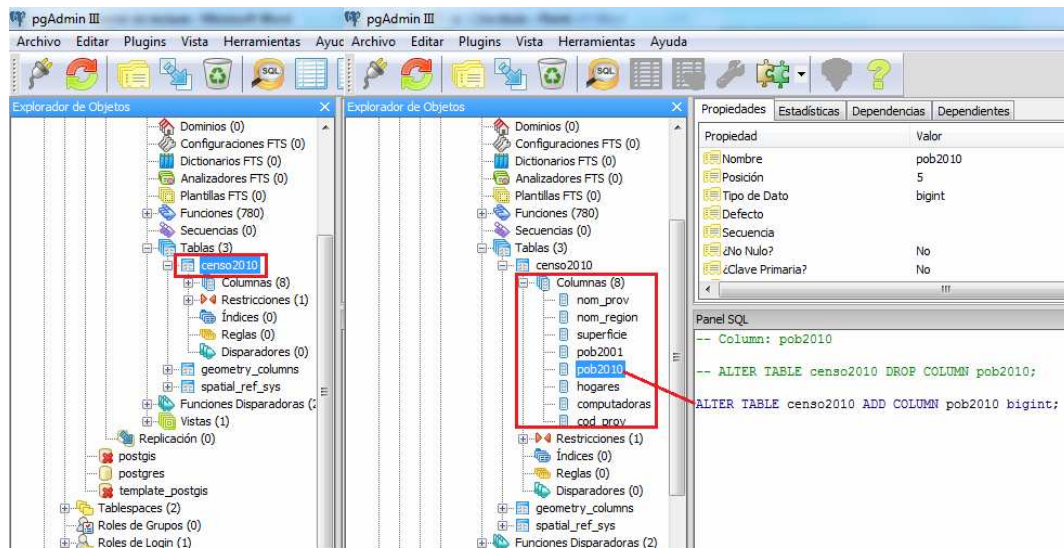 pgAdmin III
Archivo Editar Plugins Vista Herramientas Ayuc
SQL
Explorador de Objetos
Dominios (0)
Configuraciones FTS (0)
Dictionarios FTS (0)
Analizadores FTS (0)
Plantillas FTS (0)
Funciones (780)
Secuencias (0)
Tablas (3)
censo2010
Columnas (8)
Restricciones (1)
Índices (0)
Reglas (0)
Disparadores (0)
geometry_columns
spatial_ref_sys
Funciones Disparadoras (2
Vistas (1)
Replicación (0)
postgis
postgres
template_postgis
Tablespaces (2)
Roles de Grupos (0)
Roles de Login (1)
pgAdmin III
Archivo Editar Plugins Vista Herramientas Ayuda
SQL
Explorador de Objetos
Dominios (0)
Configuraciones FTS (0)
Dictionarios FTS (0)
Analizadores FTS (0)
Plantillas FTS (0)
Funciones (780)
Secuencias (0)
Tablas (3)
censo2010
Columnas (8)
nom_prov
nom_region
superficie
pob2001
pob2010
hogares
computadoras
cod_prov
Restricciones (1)
Índices (0)
Reglas (0)
Disparadores (0)
geometry_columns
spatial_ref_sys
Funciones Disparadoras (2)
Propiedades Estadísticas Dependencias Dependientes
Propiedad Valor
Nombre pob2010
Posición 5
Tipo de Dato bigint
Defecto
Secuencia
¿No Nulo? No
¿Clave Primaria? No
Panel SQL
-- Column: pob2010
-- ALTER TABLE censo2010 DROP COLUMN pob2010;
ALTER TABLE censo2010 ADD COLUMN pob2010 bigint;